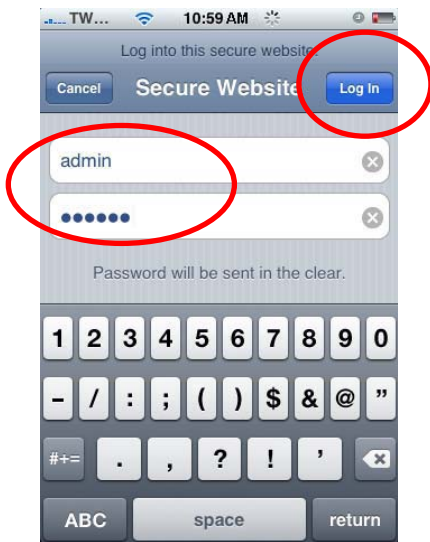 TW... 10:59 AM
Log into this secure website.
Cancel Secure Website Log In
admin
••••••
Password will be sent in the clear.
1 2 3 4 5 6 7 8 9 0
- / : ; ( ) $ & @ ”
#+= . , ? ! ’
ABC space return